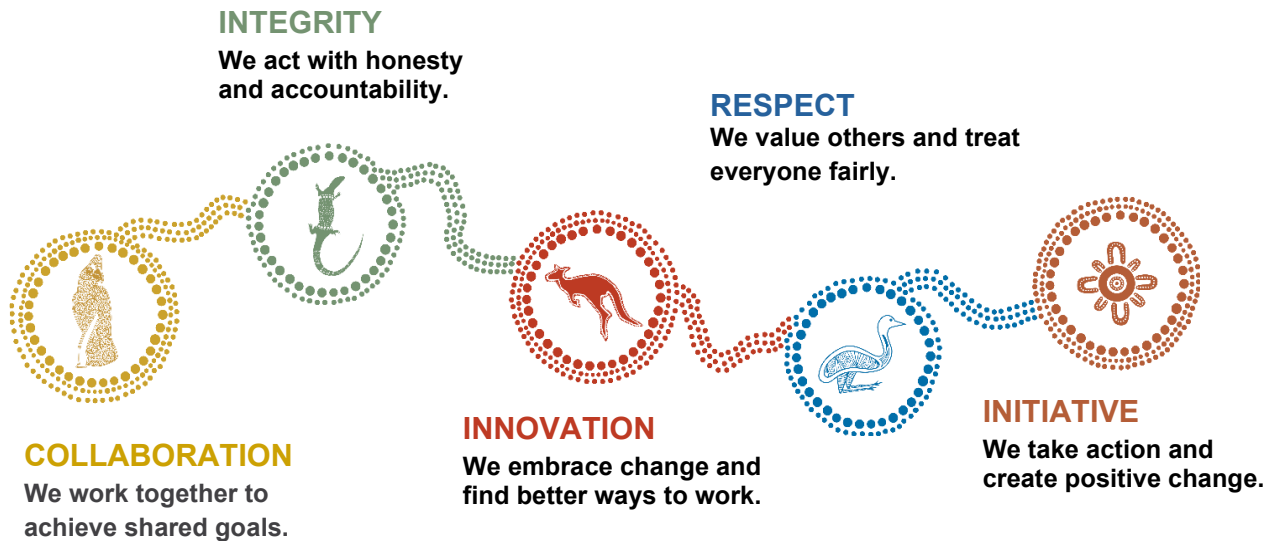 INTEGRITY
We act with honesty
and accountability.
RESPECT
We value others and treat
everyone fairly.
COLLABORATION
We work together to
achieve shared goals.
INNOVATION
We embrace change and
find better ways to work.
INITIATIVE
We take action and
create positive change.